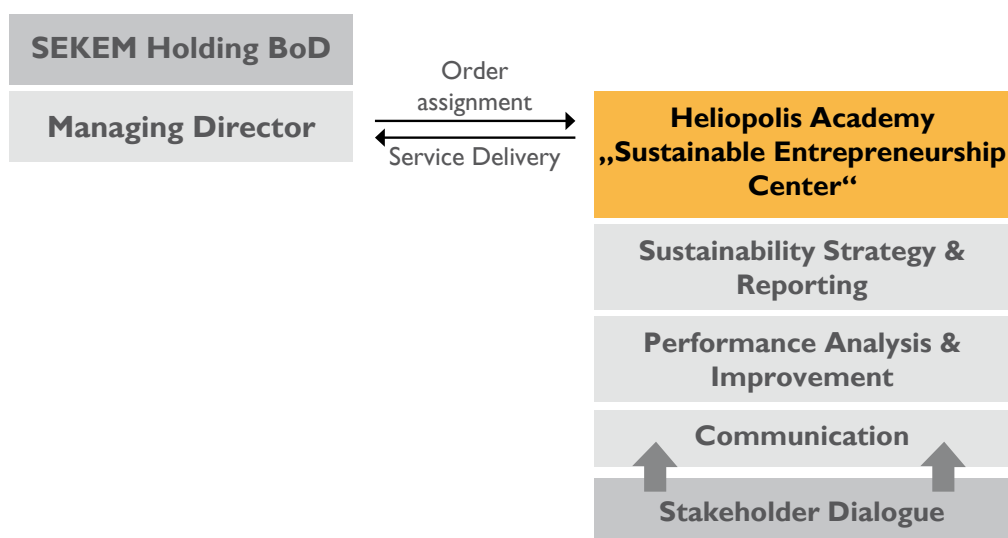 SEKEM Holding BoD
Managing Director
Order
assignment
Service Delivery
Heliopolis Academy
„Sustainable Entrepreneurship
Center“
Sustainability Strategy &
Reporting
Performance Analysis &
Improvement
Communication
Stakeholder Dialogue